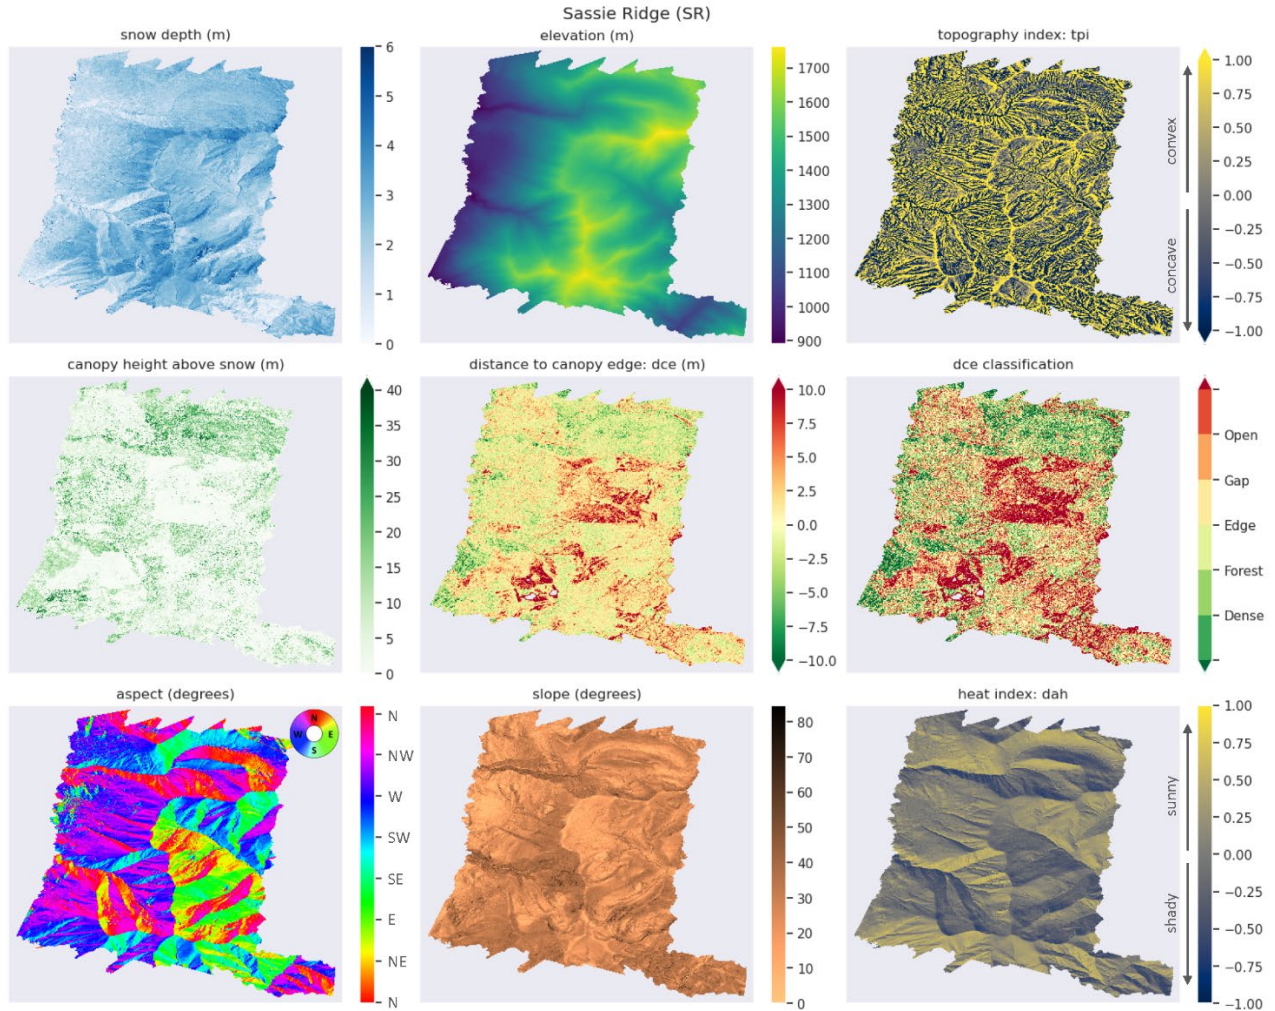 Sassie Ridge (SR)
snow depth (m)
6
5
4
3
2
1
0
elevation (m)
1700
1600
1500
1400
1300
1200
1100
1000
900
topography index: tpi
convex
concave
1.00
0.75
0.50
0.25
0.00
−0.25
−0.50
−0.75
−1.00
canopy height above snow (m)
40
35
30
25
20
15
10
5
0
distance to canopy edge: dce (m)
10.0
7.5
5.0
2.5
0.0
−2.5
−5.0
−7.5
−10.0
dce classification
Open
Gap
Edge
Forest
Dense
aspect (degrees)
N
W E
S
N
NW
W
SW
SE
E
NE
N
slope (degrees)
80
70
60
50
40
30
20
10
0
heat index: dah
sunny
shady
1.00
0.75
0.50
0.25
0.00
−0.25
−0.50
−0.75
−1.00